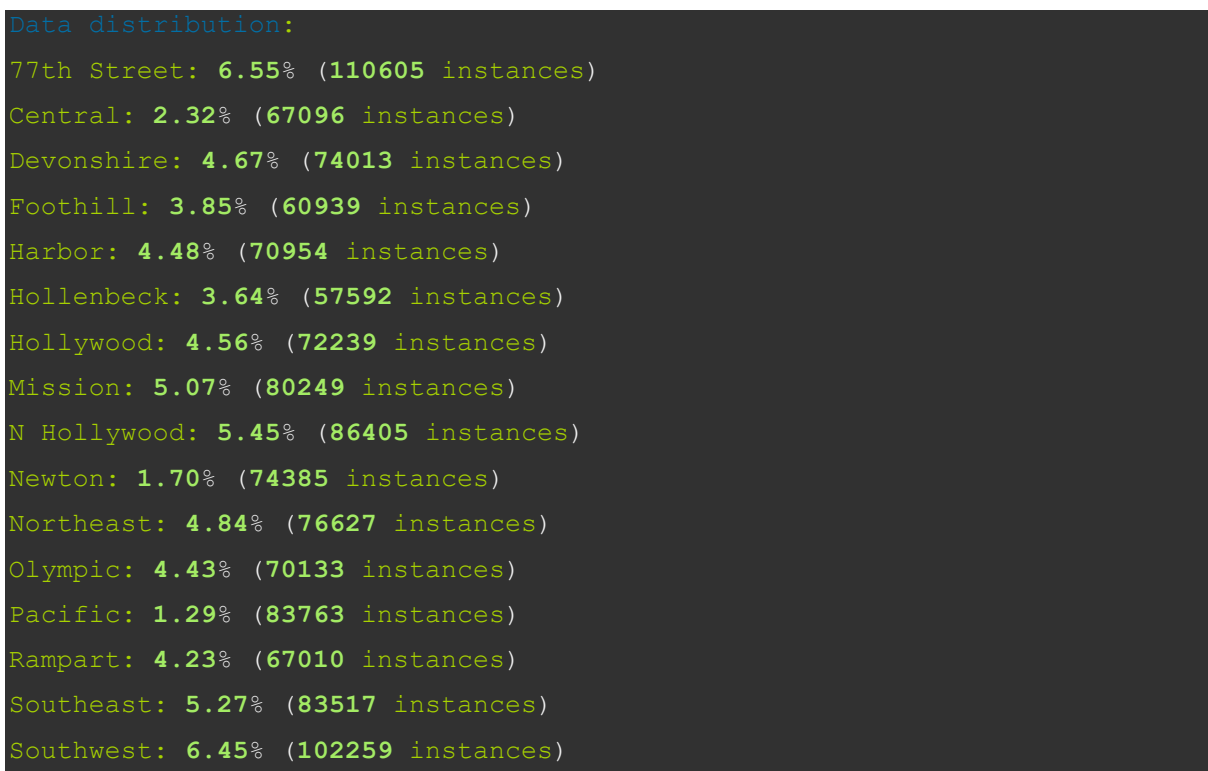 Data distribution:
77th Street: 6.55% (110605 instances)
Central: 2.32% (67096 instances)
Devonshire: 4.67% (74013 instances)
Foothill: 3.85% (60939 instances)
Harbor: 4.48% (70954 instances)
Hollenbeck: 3.64% (57592 instances)
Hollywood: 4.56% (72239 instances)
Mission: 5.07% (80249 instances)
N Hollywood: 5.45% (86405 instances)
Newton: 1.70% (74385 instances)
Northeast: 4.84% (76627 instances)
Olympic: 4.43% (70133 instances)
Pacific: 1.29% (83763 instances)
Rampart: 4.23% (67010 instances)
Southeast: 5.27% (83517 instances)
Southwest: 6.45% (102259 instances)